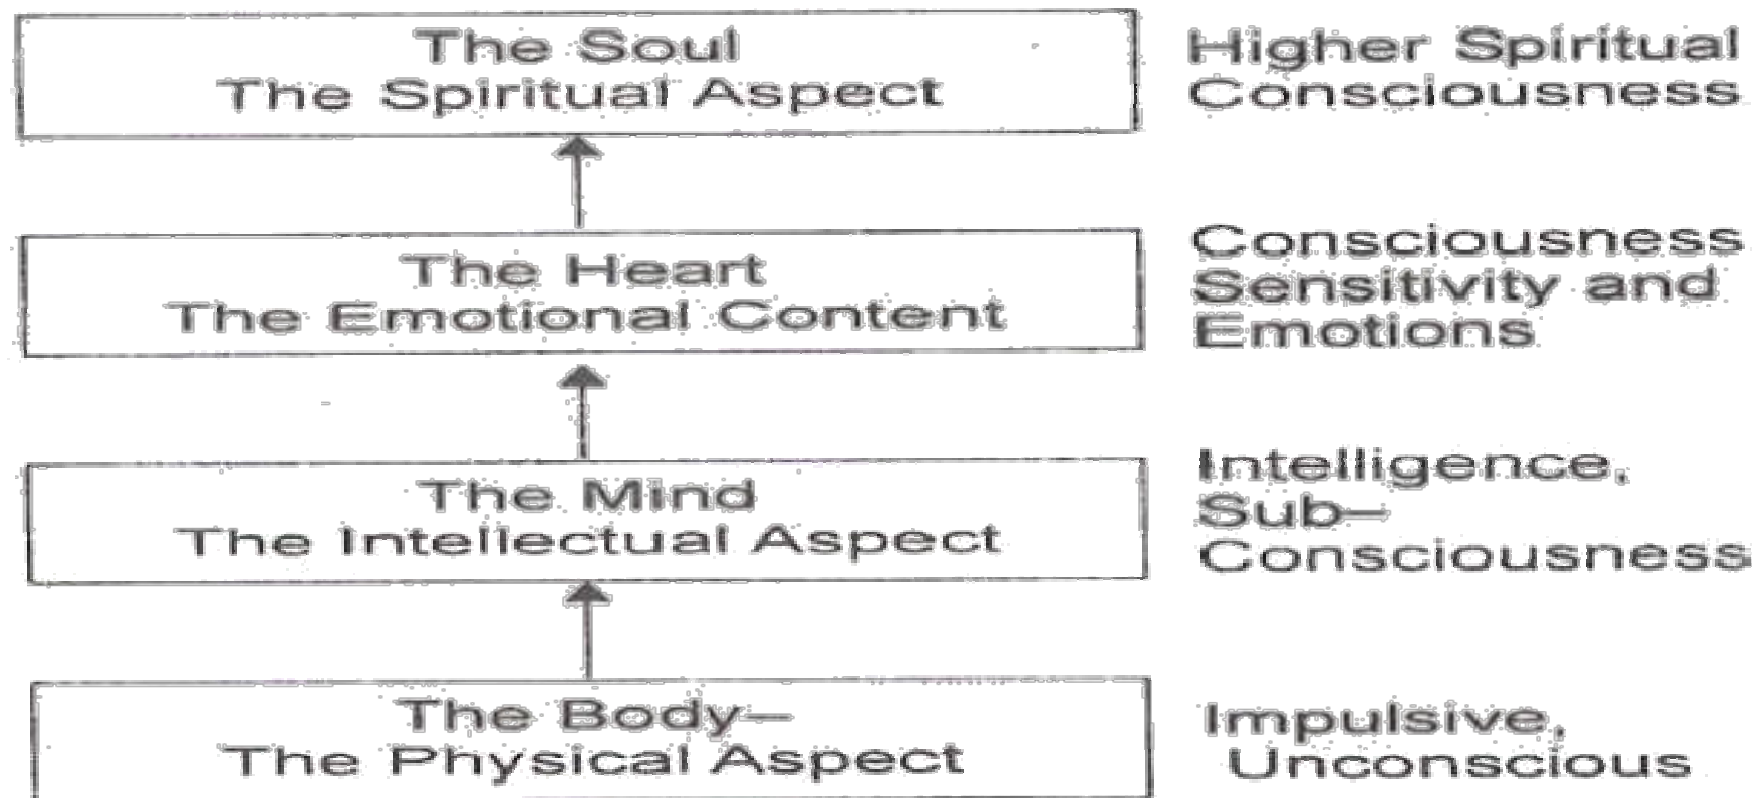 The Soul
The Spiritual Aspect
Higher Spiritual
Consciousness
The Heart
The Emotional Content
Consciousness
Sensitivity and
Emotions
The Mind
The Intellectual Aspect
Intelligence,
Sub–
Consciousness
The Body–
The Physical Aspect
Impulsive,
Unconscious